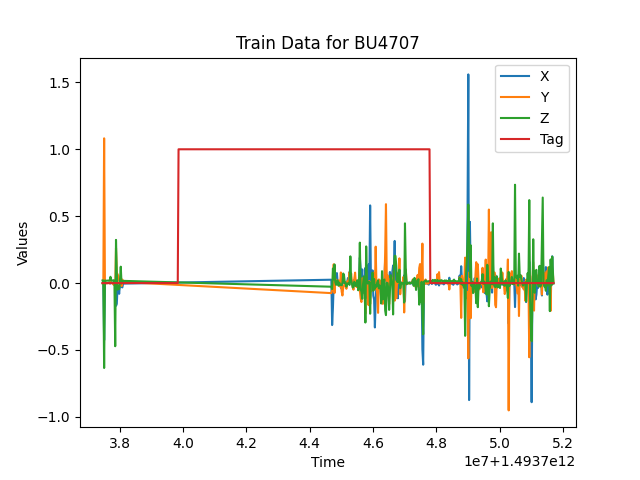 Train Data for BU4707
X
Y
Z
Tag
1.5
1.0
0.5
0.0
−0.5
−1.0
Values
3.8 4.0 4.2 4.4 4.6 4.8 5.0 5.2
Time
1e7+1.4937e12